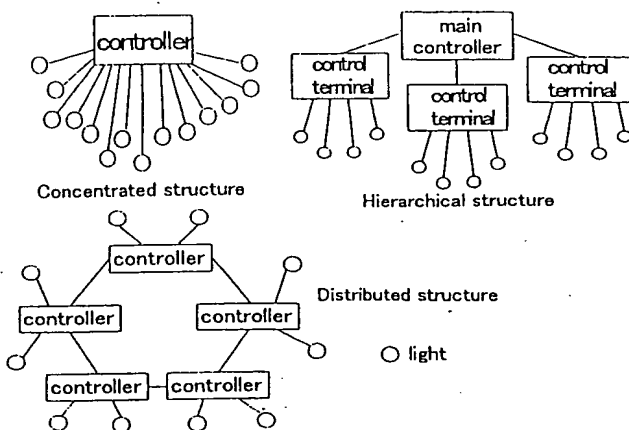 controller
main
controller
control
terminal
control
terminal
control
terminal
Concentrated structure
Hierarchical structure
controller
controller
controller
Distributed structure
light
controller
controller